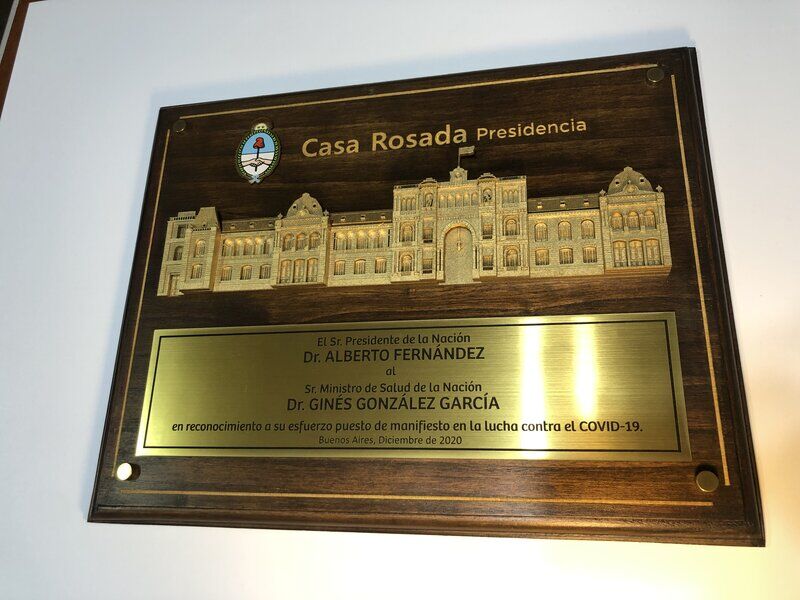 Casa Rosada Presidencia
El Sr. Presidente de la Nación
Dr. ALBERTO FERNÁNDEZ
al
Sr. Ministro de Salud de la Nación
Dr. GINÉS GONZÁLEZ GARCÍA
en reconocimiento a su esfuerzo puesto de manifiesto en la lucha contra el COVID-19.
Buenos Aires, Diciembre de 2020